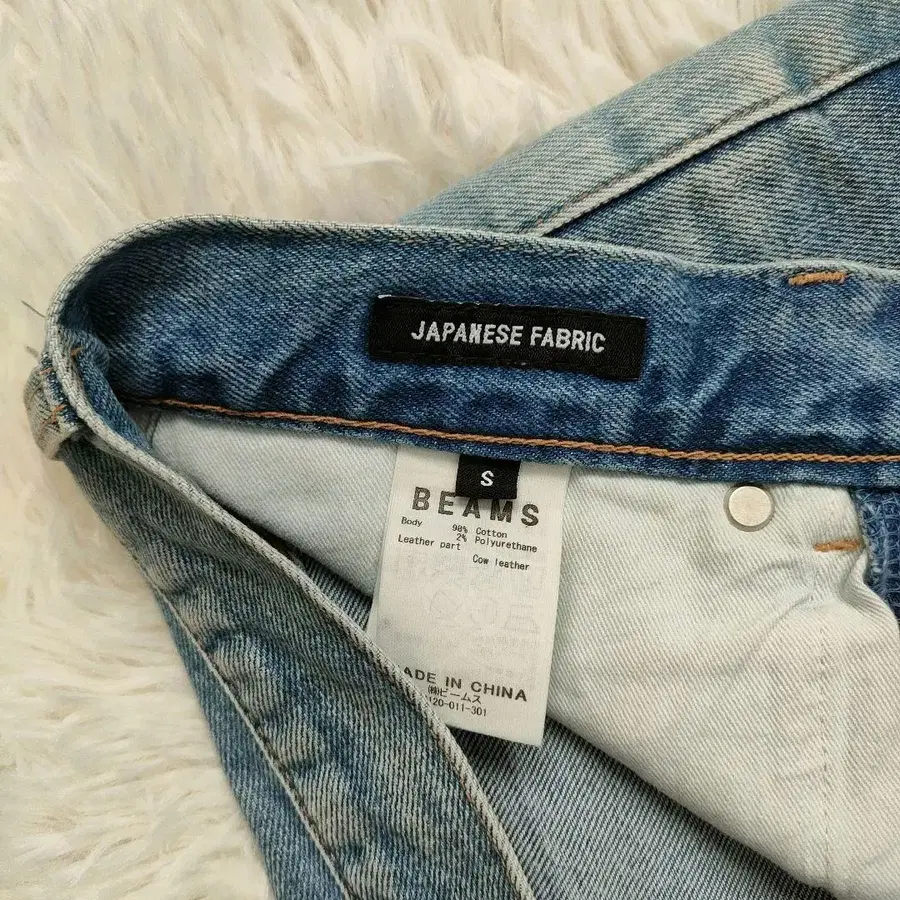 JAPANESE FABRIC
S
BEAMS
Body 98% Cotton
2% Polyurethane
Leather part
Cow leather
ADE IN CHINA
㈱ビームス
120-011-301